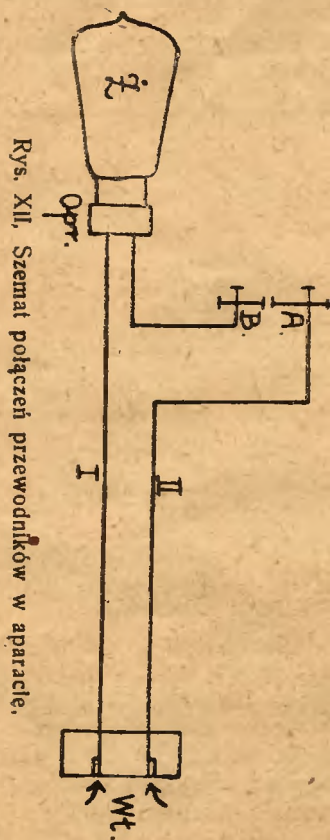 Ż
Opr.
B.
A.
I
II
Wt.
Rys. XII, Szemat połączeń przewodników w aparacie.